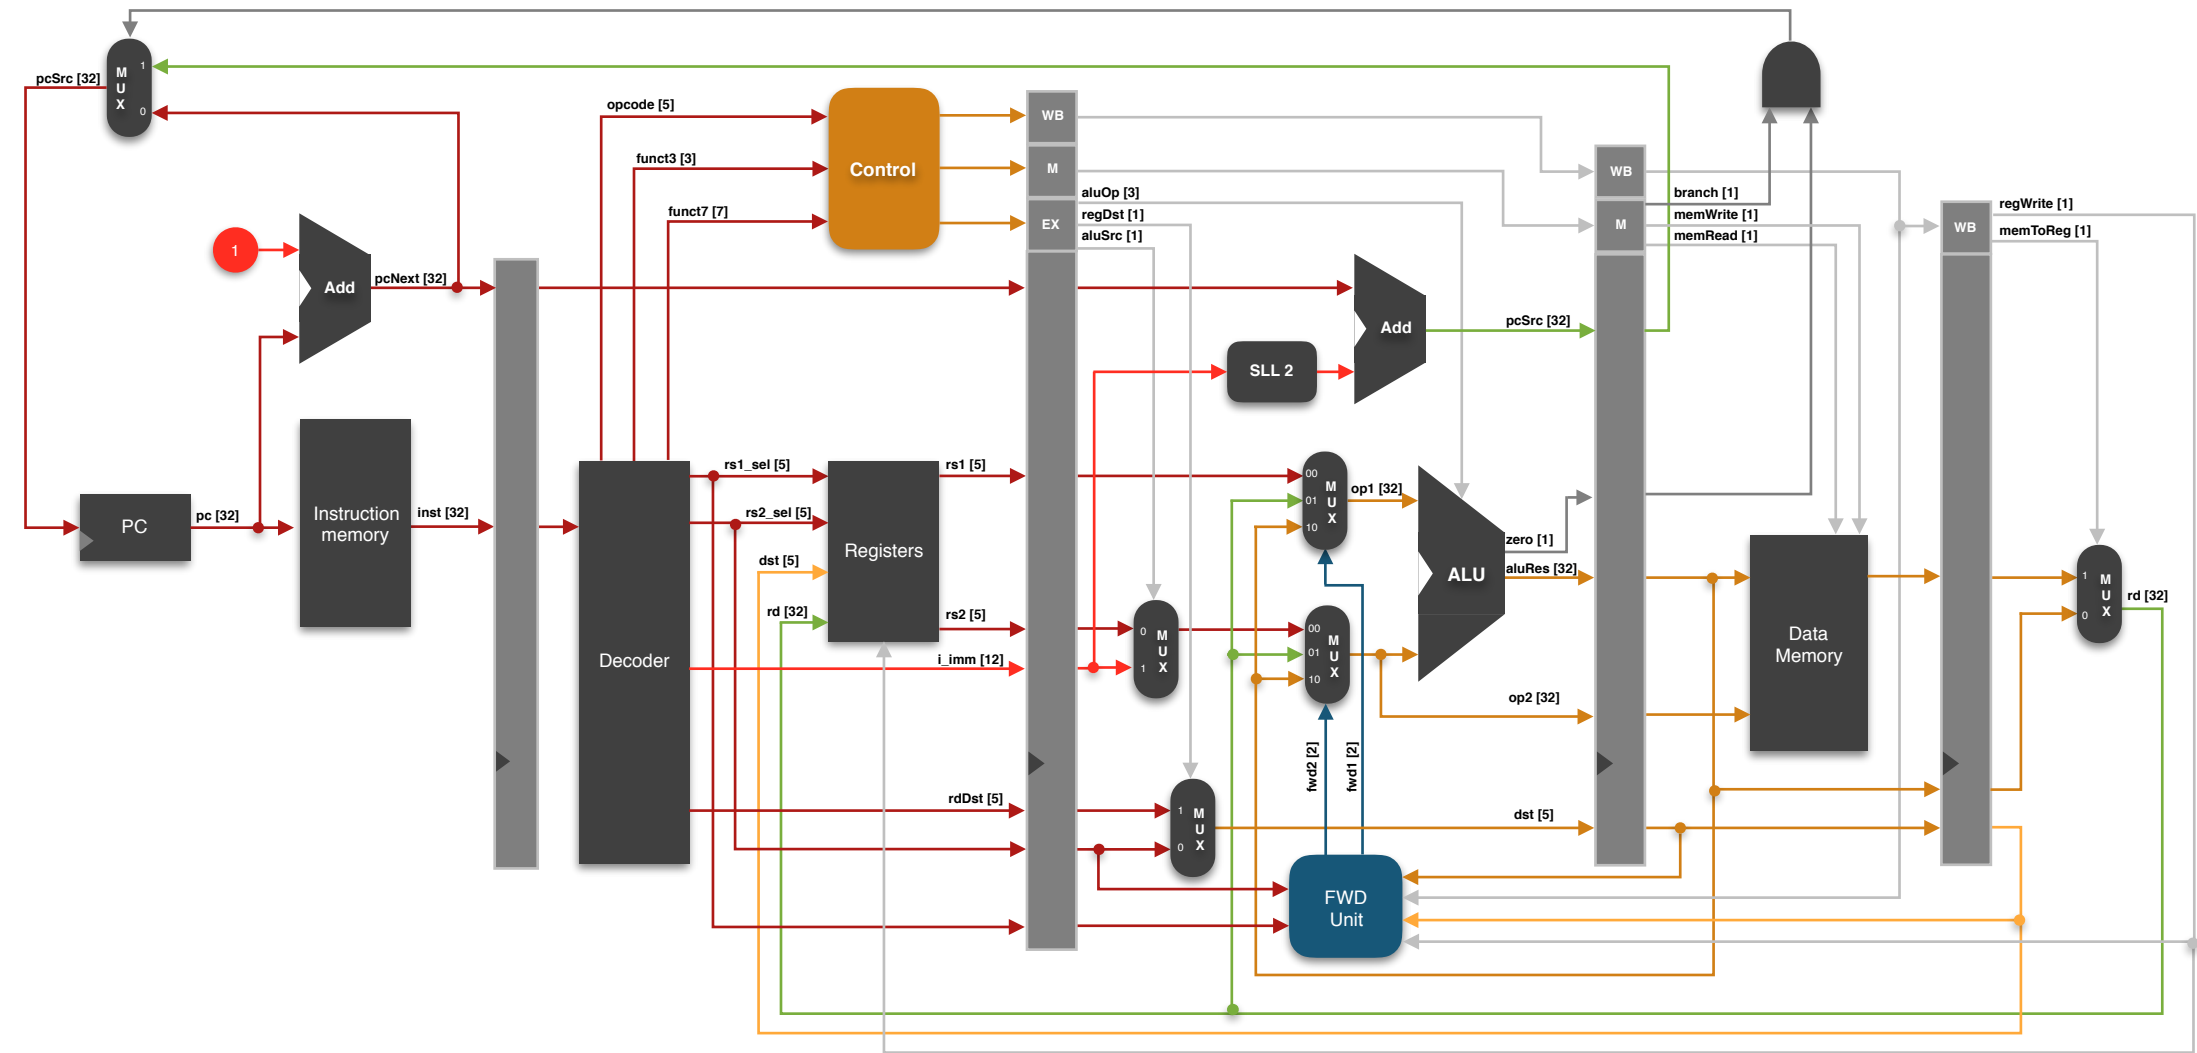 pcSrc [32]
M
U
X
1
0
1
Add
pcNext [32]
PC
pc [32]
Instruction
memory
inst [32]
opcode [5]
funct3 [3]
funct7 [7]
Control
Decoder
rs1_sel [5]
rs2_sel [5]
dst [5]
rd [32]
Registers
rs1 [5]
rs2 [5]
i_imm [12]
rdDst [5]
WB
M
EX
aluOp [3]
regDst [1]
aluSrc [1]
0
1
M
U
X
1
0
M
U
X
SLL 2
Add
pcSrc [32]
00
01
10
M
U
X
op1 [32]
00
01
10
M
U
X
ALU
zero [1]
aluRes [32]
op2 [32]
fwd2 [2]
fwd1 [2]
dst [5]
FWD
Unit
WB
M
branch [1]
memWrite [1]
memRead [1]
Data
Memory
WB
regWrite [1]
memToReg [1]
1
0
M
U
X
rd [32]